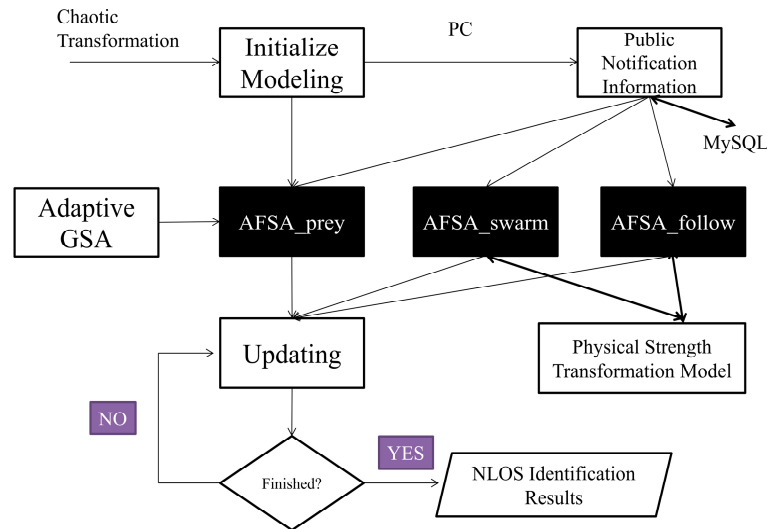 Chaotic
Transformation
Initialize
Modeling
PC
Public
Notification
Information
MySQL
Adaptive
GSA
AFSA_prey
AFSA_swarm
AFSA_follow
Updating
Physical Strength
Transformation Model
NO
YES
Finished?
NLOS Identification
Results